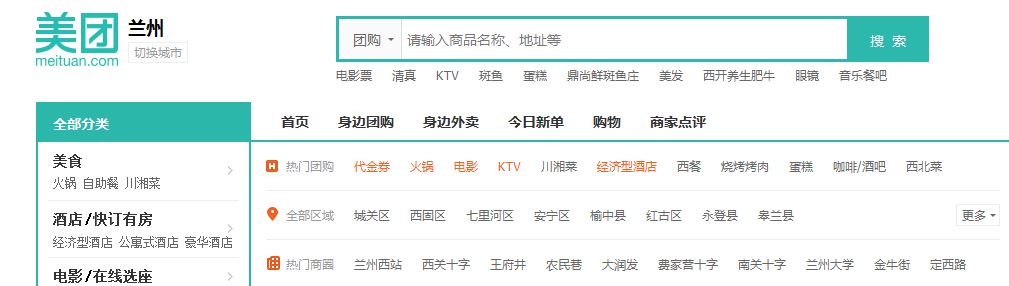 美团 兰州
meituan.com 切换城市
团购 请输入商品名称、地址等 搜 索
电影票 清真 KTV 斑鱼 蛋糕 鼎尚鲜斑鱼庄 美发 西开养生肥牛 眼镜 音乐餐吧
全部分类 首页 身边团购 身边外卖 今日新单 购物 商家点评
美食
火锅 自助餐 川湘菜
酒店/快订有房
经济型酒店 公寓式酒店 豪华酒店
电影/在线选座
热门团购 代金券 火锅 电影 KTV 川湘菜 经济型酒店 西餐 烧烤烤肉 蛋糕 咖啡/酒吧 西北菜
全部区域 城关区 西固区 七里河区 安宁区 榆中县 红古区 永登县 皋兰县 更多
热门商圈 兰州西站 西关十字 王府井 农民巷 大润发 费家营十字 南关十字 兰州大学 金牛街 定西路